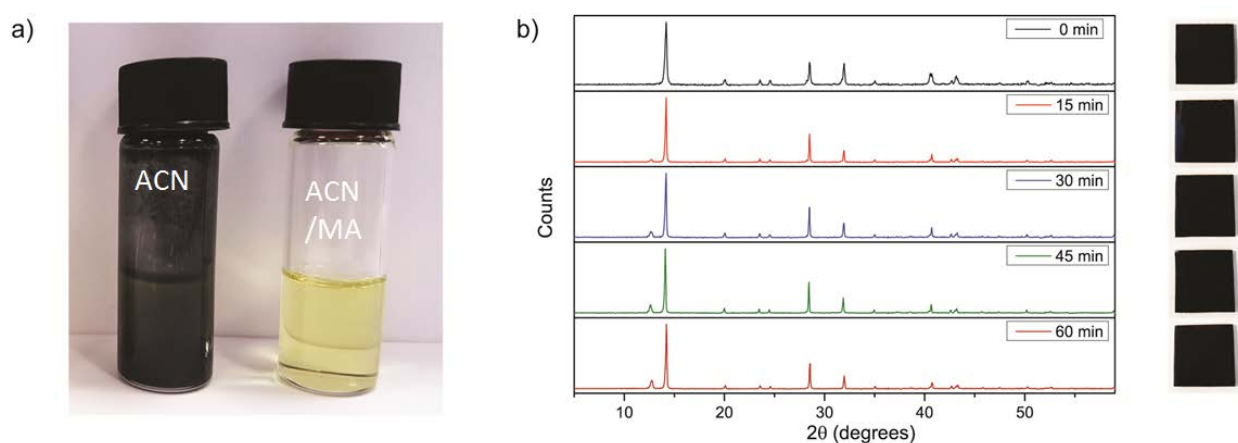 a)
ACN
ACN
/MA
b)
0 min
15 min
30 min
45 min
60 min
Counts
10
20
30
40
50
2θ (degrees)